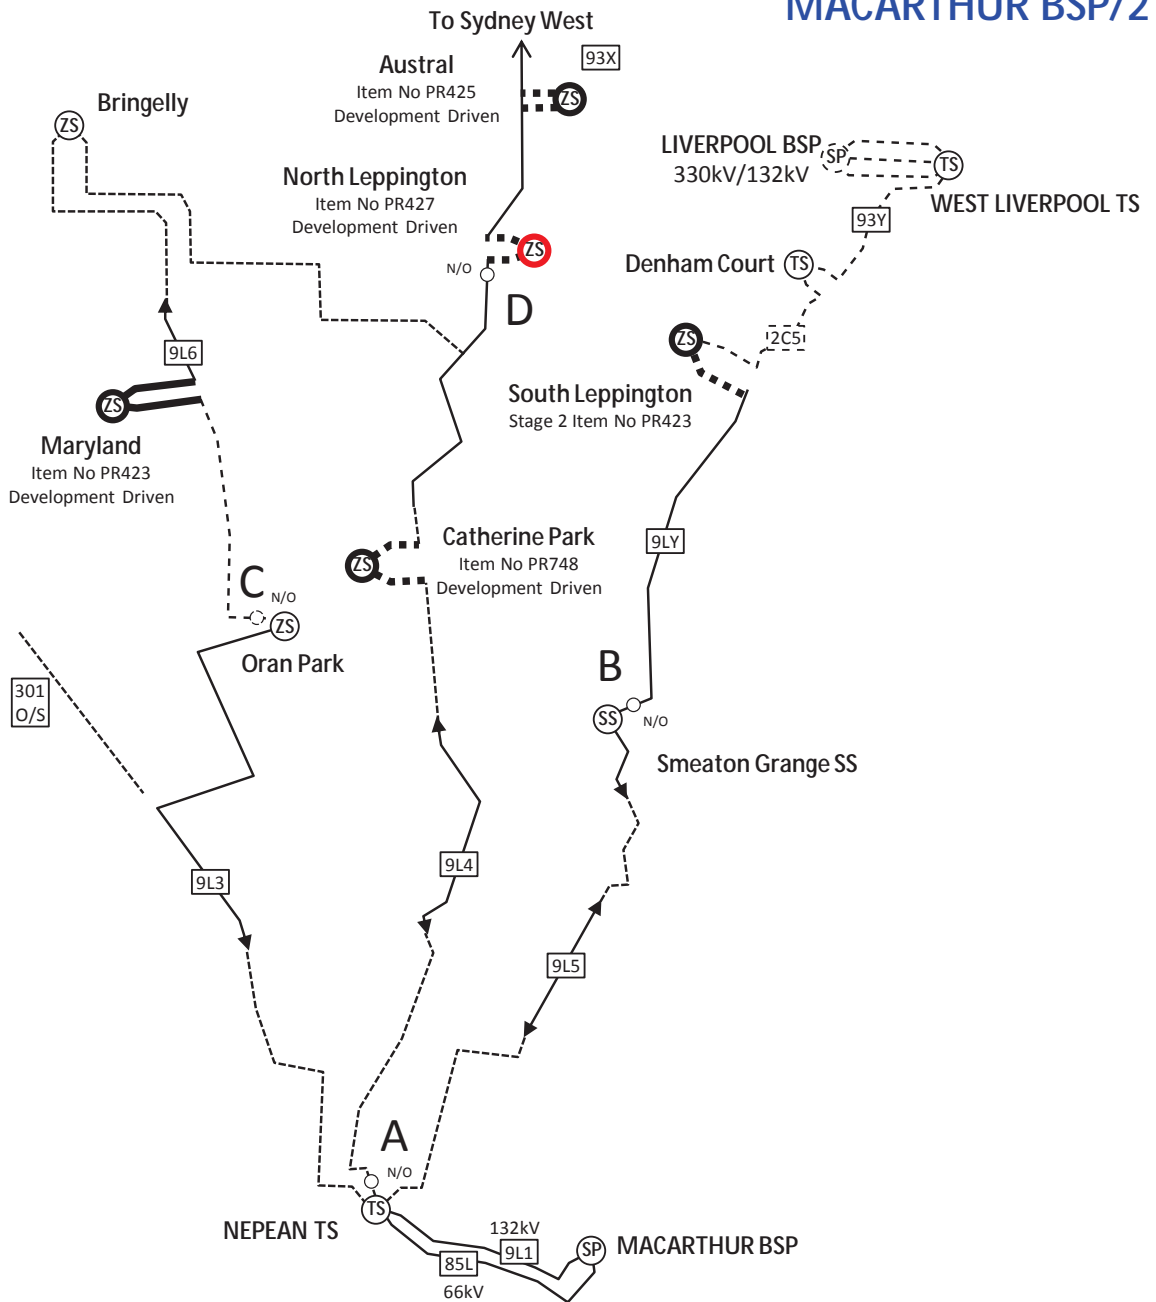 MACARTHUR BSP/2
To Sydney West
93X
Austral
Item No PR425
Development Driven
ZS
Bringelly
ZS
LIVERPOOL BSP
330kV/132kV
SP
TS
WEST LIVERPOOL TS
North Leppington
Item No PR427
Development Driven
93Y
ZS
N/O
D
Denham Court
TS
ZS
2C5
9L6
South Leppington
Stage 2 Item No PR423
ZS
Maryland
Item No PR423
Development Driven
Catherine Park
Item No PR748
Development Driven
ZS
9LY
C
N/O
ZS
Oran Park
B
301
O/S
SS
N/O
Smeaton Grange SS
9L4
9L3
9L5
A
N/O
TS
NEPEAN TS
132kV
9L1
85L
66kV
SP
MACARTHUR BSP